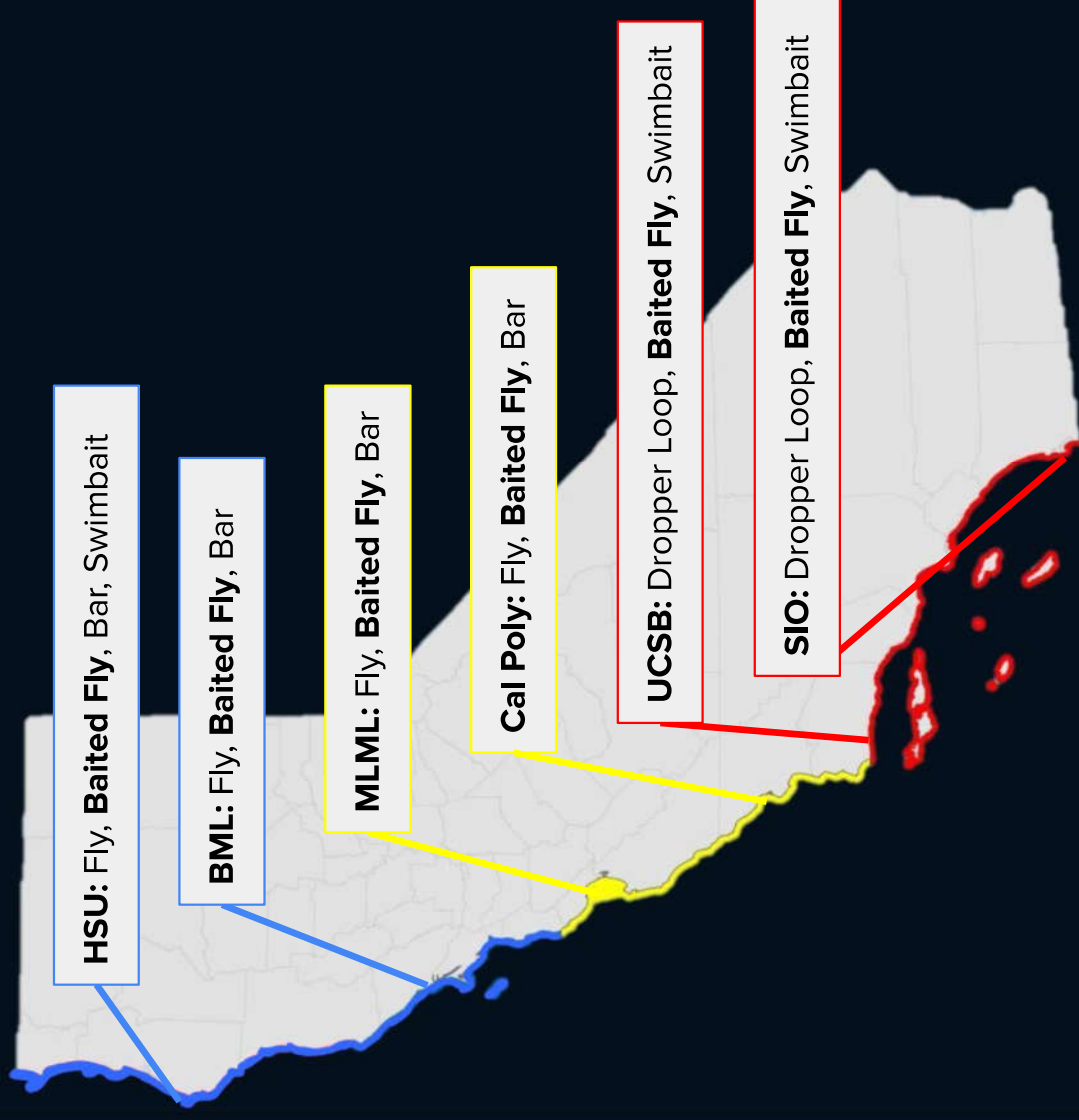 HSU: Fly, Baited Fly, Bar, Swimbait
BML: Fly, Baited Fly, Bar
MLML: Fly, Baited Fly, Bar
Cal Poly: Fly, Baited Fly, Bar
UCSB: Dropper Loop, Baited Fly, Swimbait
SIO: Dropper Loop, Baited Fly, Swimbait